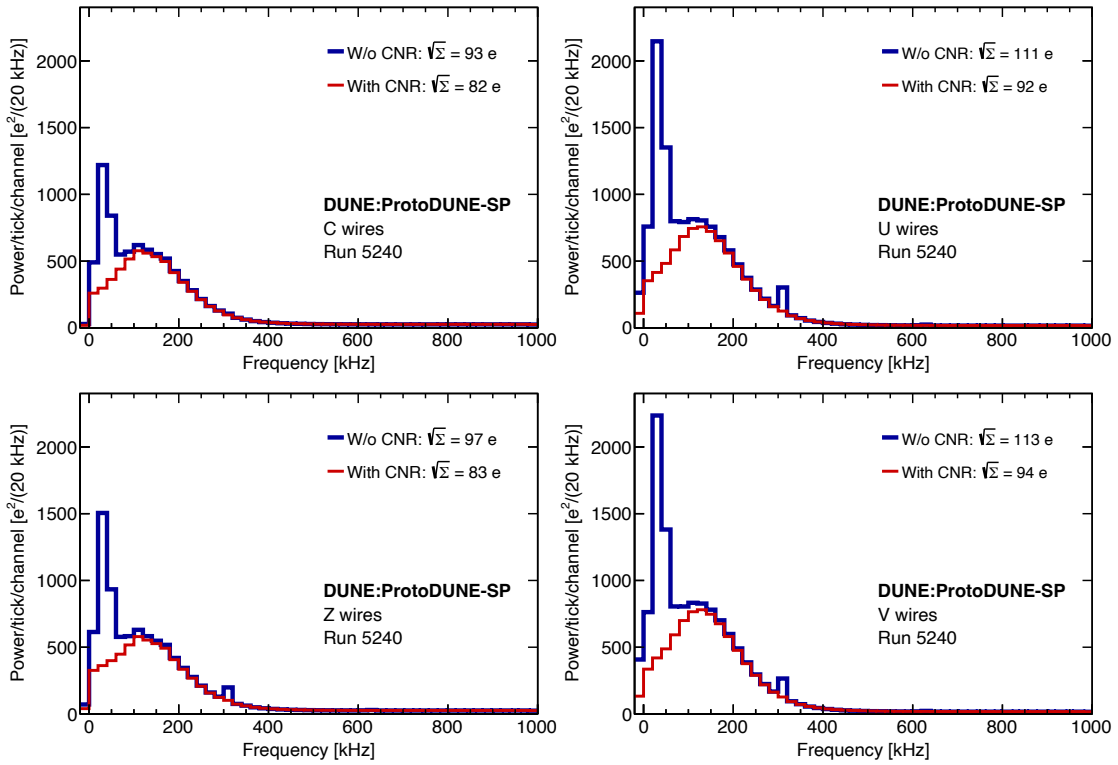 W/o CNR: √Σ = 93 e
With CNR: √Σ = 82 e
DUNE:ProtoDUNE-SP
C wires
Run 5240
Power/tick/channel [e²/(20 kHz)]
2000
1500
1000
500
0
0 200 400 600 800 1000
Frequency [kHz]
W/o CNR: √Σ = 111 e
With CNR: √Σ = 92 e
DUNE:ProtoDUNE-SP
U wires
Run 5240
Power/tick/channel [e²/(20 kHz)]
2000
1500
1000
500
0
0 200 400 600 800 1000
Frequency [kHz]
W/o CNR: √Σ = 97 e
With CNR: √Σ = 83 e
DUNE:ProtoDUNE-SP
Z wires
Run 5240
Power/tick/channel [e²/(20 kHz)]
2000
1500
1000
500
0
0 200 400 600 800 1000
Frequency [kHz]
W/o CNR: √Σ = 113 e
With CNR: √Σ = 94 e
DUNE:ProtoDUNE-SP
V wires
Run 5240
Power/tick/channel [e²/(20 kHz)]
2000
1500
1000
500
0
0 200 400 600 800 1000
Frequency [kHz]